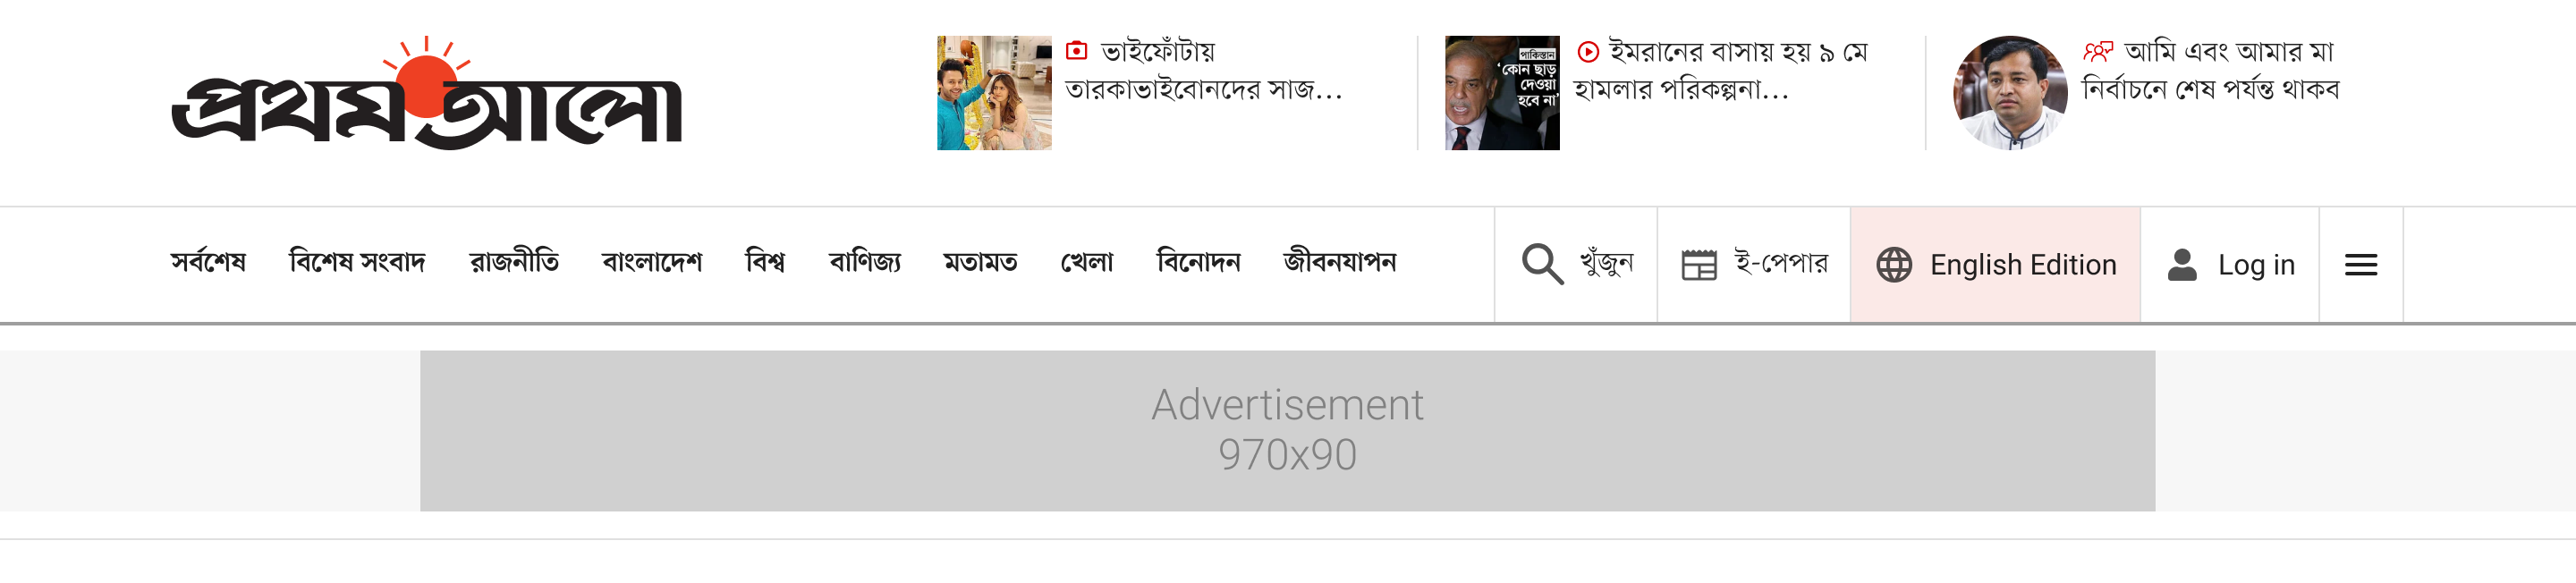 প্রথম আলো
ভাইফোঁটায়
তারকাভাইবোনদের সাজ...
পাকিস্তান
'কোন ছাড়
দেওয়া
হবে না'
ইমরানের বাসায় হয় ৯ মে
হামলার পরিকল্পনা...
আমি এবং আমার মা
নির্বাচনে শেষ পর্যন্ত থাকব
সর্বশেষ বিশেষ সংবাদ রাজনীতি বাংলাদেশ বিশ্ব বাণিজ্য মতামত খেলা বিনোদন জীবনযাপন খুঁজুন ই-পেপার English Edition Log in
Advertisement
970x90